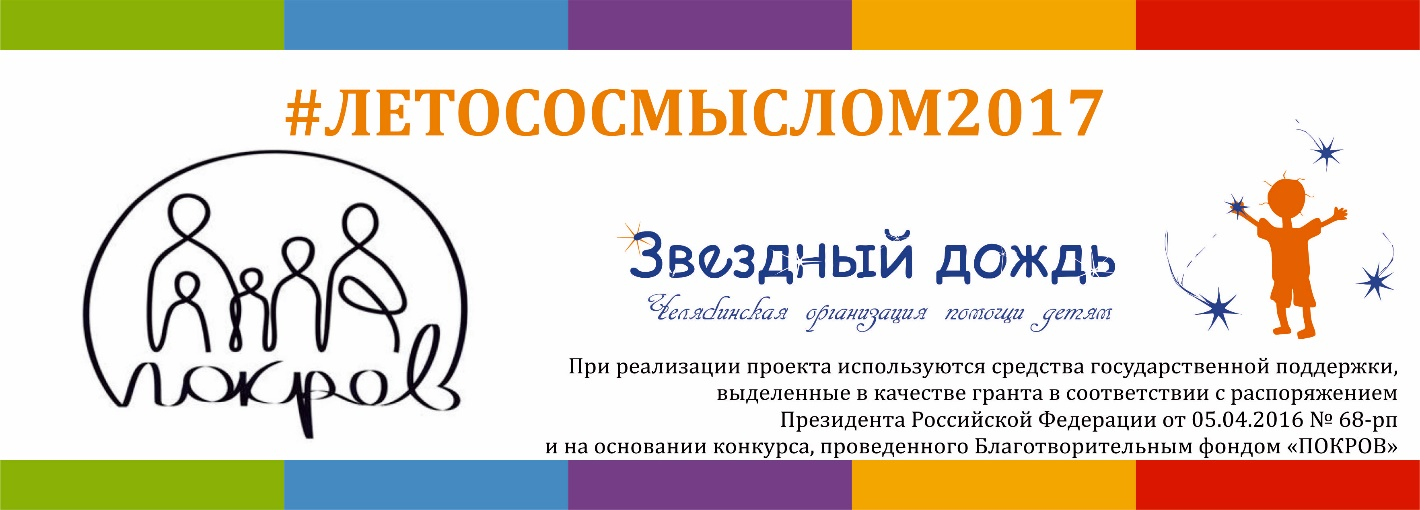 #ЛЕТОСОСМЫСЛОМ2017
покров
Звездный дождь
Челябинская организация помощи детям
При реализации проекта используются средства государственной поддержки,
выделенные в качестве гранта в соответствии с распоряжением
Президента Российской Федерации от 05.04.2016 № 68-рп
и на основании конкурса, проведенного Благотворительным фондом «ПОКРОВ»